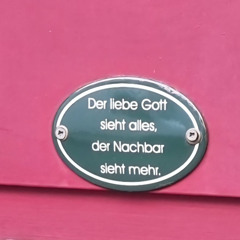 Der liebe Gott
sieht alles,
der Nachbar
sieht mehr.